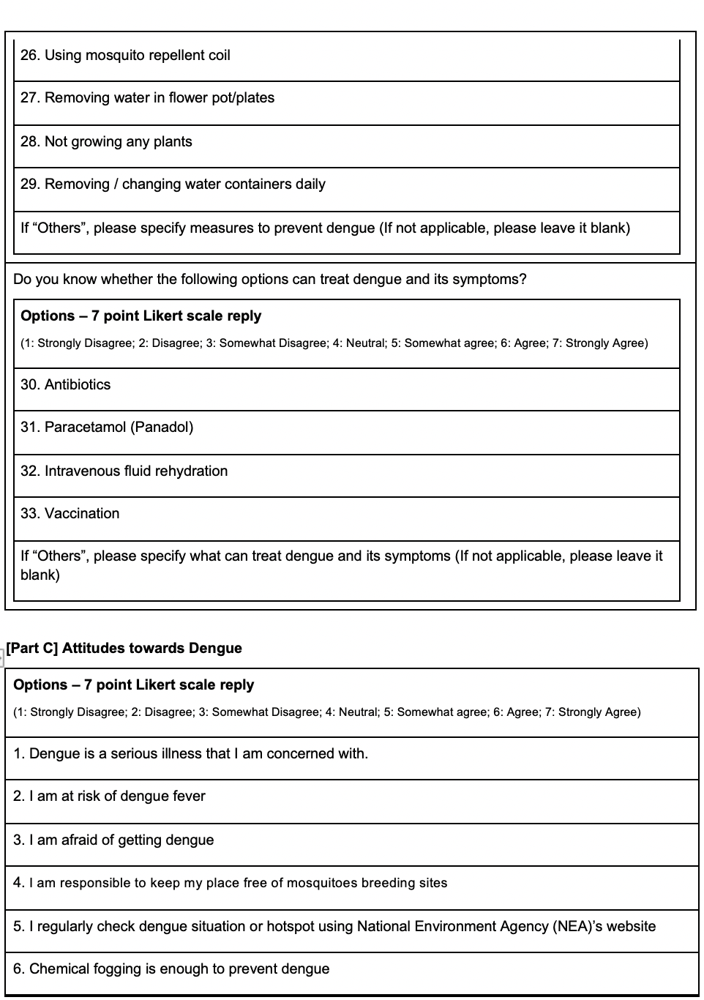 26. Using mosquito repellent coil
27. Removing water in flower pot/plates
28. Not growing any plants
29. Removing / changing water containers daily
If “Others”, please specify measures to prevent dengue (If not applicable, please leave it blank)
Do you know whether the following options can treat dengue and its symptoms?
Options – 7 point Likert scale reply
(1: Strongly Disagree; 2: Disagree; 3: Somewhat Disagree; 4: Neutral; 5: Somewhat agree; 6: Agree; 7: Strongly Agree)
30. Antibiotics
31. Paracetamol (Panadol)
32. Intravenous fluid rehydration
33. Vaccination
If “Others”, please specify what can treat dengue and its symptoms (If not applicable, please leave it
blank)
[Part C] Attitudes towards Dengue
Options – 7 point Likert scale reply
(1: Strongly Disagree; 2: Disagree; 3: Somewhat Disagree; 4: Neutral; 5: Somewhat agree; 6: Agree; 7: Strongly Agree)
1. Dengue is a serious illness that I am concerned with.
2. I am at risk of dengue fever
3. I am afraid of getting dengue
4. I am responsible to keep my place free of mosquitoes breeding sites
5. I regularly check dengue situation or hotspot using National Environment Agency (NEA)’s website
6. Chemical fogging is enough to prevent dengue